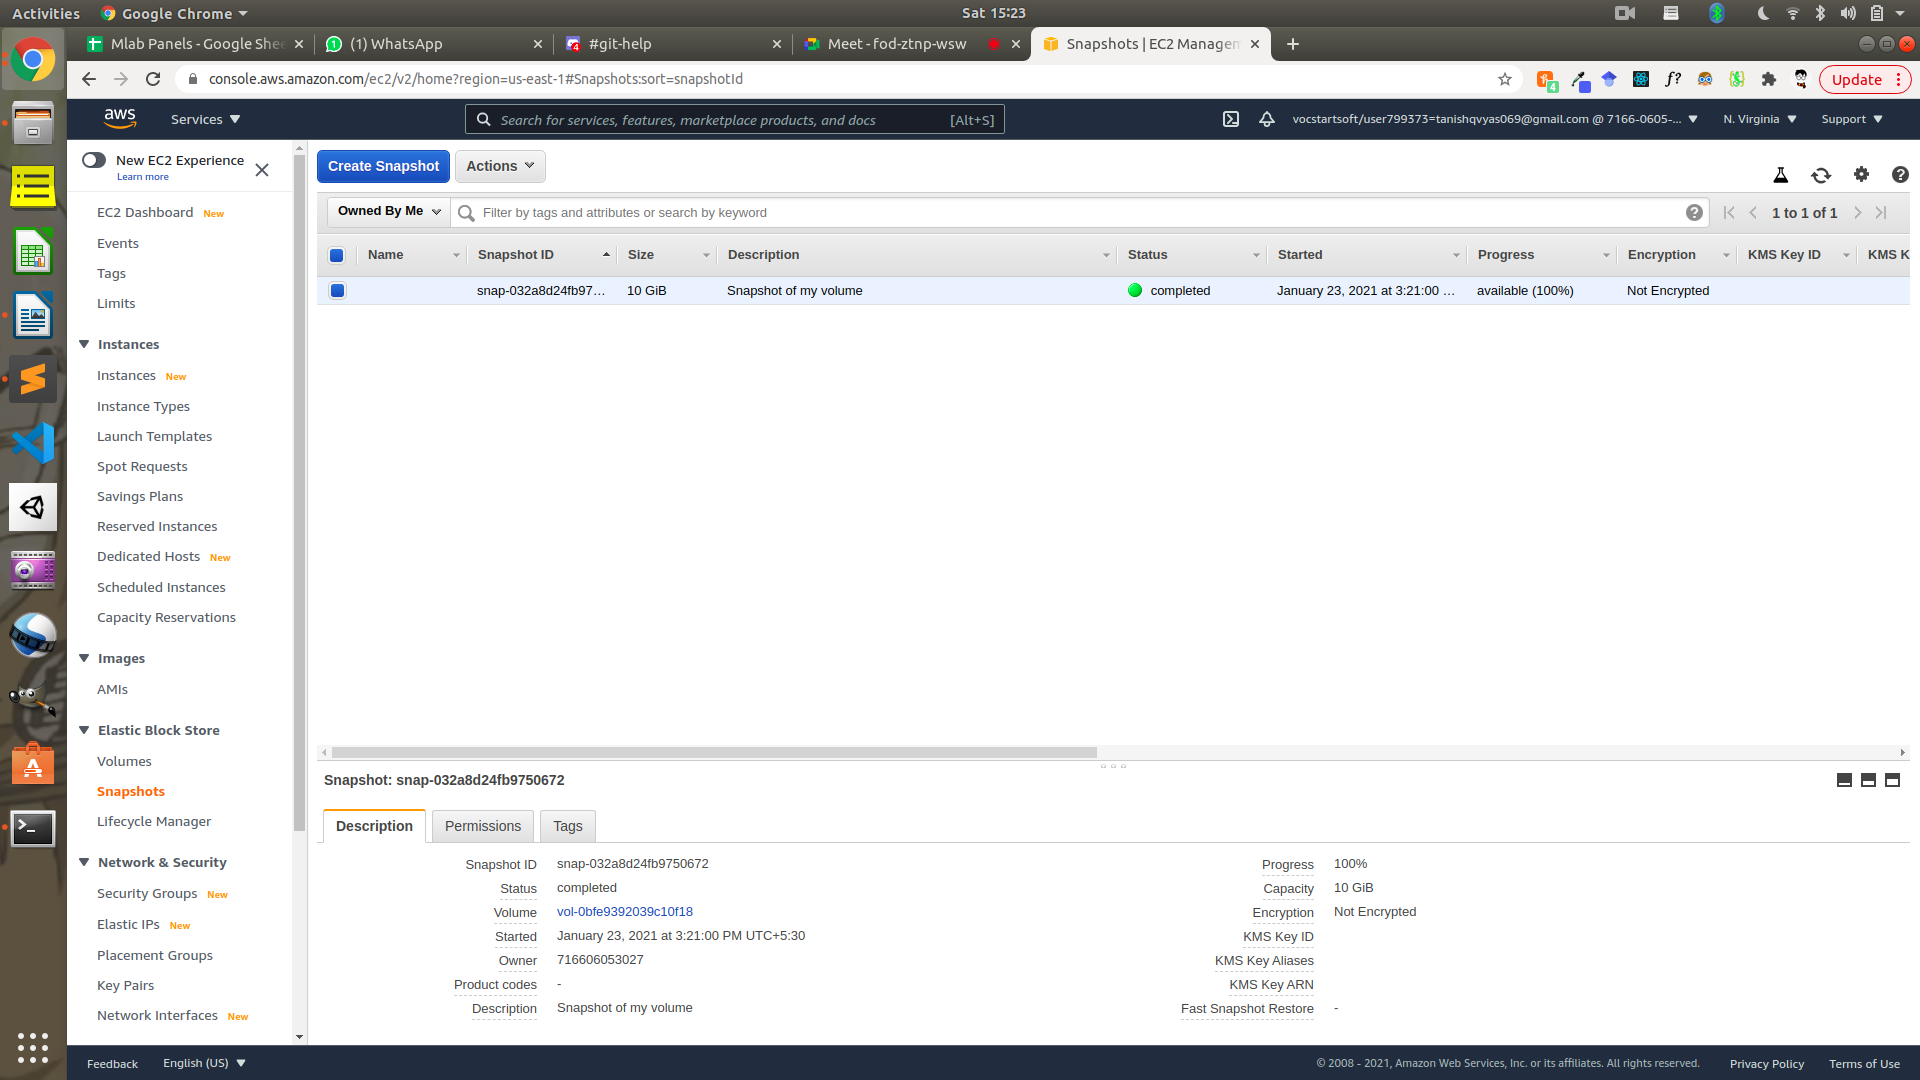 Activities
Google Chrome
Sat 15:23
Mlab Panels - Google Shee
(1) WhatsApp
#git-help
Meet - fod-ztnp-wsw
Snapshots | EC2 Managem
console.aws.amazon.com/ec2/v2/home?region=us-east-1#Snapshots:sort=snapshotId
Update
aws
Services
Search for services, features, marketplace products, and docs
[Alt+S]
vocstartsoft/user799373=tanishqvyas069@gmail.com @ 7166-0605-...
N. Virginia
Support
New EC2 Experience
Learn more
EC2 Dashboard New
Events
Tags
Limits
Instances
Instances New
Instance Types
Launch Templates
Spot Requests
Savings Plans
Reserved Instances
Dedicated Hosts New
Scheduled Instances
Capacity Reservations
Images
AMIs
Elastic Block Store
Volumes
Snapshots
Lifecycle Manager
Network & Security
Security Groups New
Elastic IPs New
Placement Groups
Key Pairs
Network Interfaces New
Create Snapshot
Actions
Owned By Me
Filter by tags and attributes or search by keyword
1 to 1 of 1
Name
Snapshot ID
Size
Description
Status
Started
Progress
Encryption
KMS Key ID
KMS K
snap-032a8d24fb97...
10 GiB
Snapshot of my volume
completed
January 23, 2021 at 3:21:00 ...
available (100%)
Not Encrypted
Snapshot: snap-032a8d24fb9750672
Description
Permissions
Tags
Snapshot ID snap-032a8d24fb9750672
Status completed
Volume vol-0bfe9392039c10f18
Started January 23, 2021 at 3:21:00 PM UTC+5:30
Owner 716606053027
Product codes -
Description Snapshot of my volume
Progress 100%
Capacity 10 GiB
Encryption Not Encrypted
KMS Key ID
KMS Key Aliases
KMS Key ARN
Fast Snapshot Restore -
Feedback
English (US)
© 2008 - 2021, Amazon Web Services, Inc. or its affiliates. All rights reserved.
Privacy Policy
Terms of Use